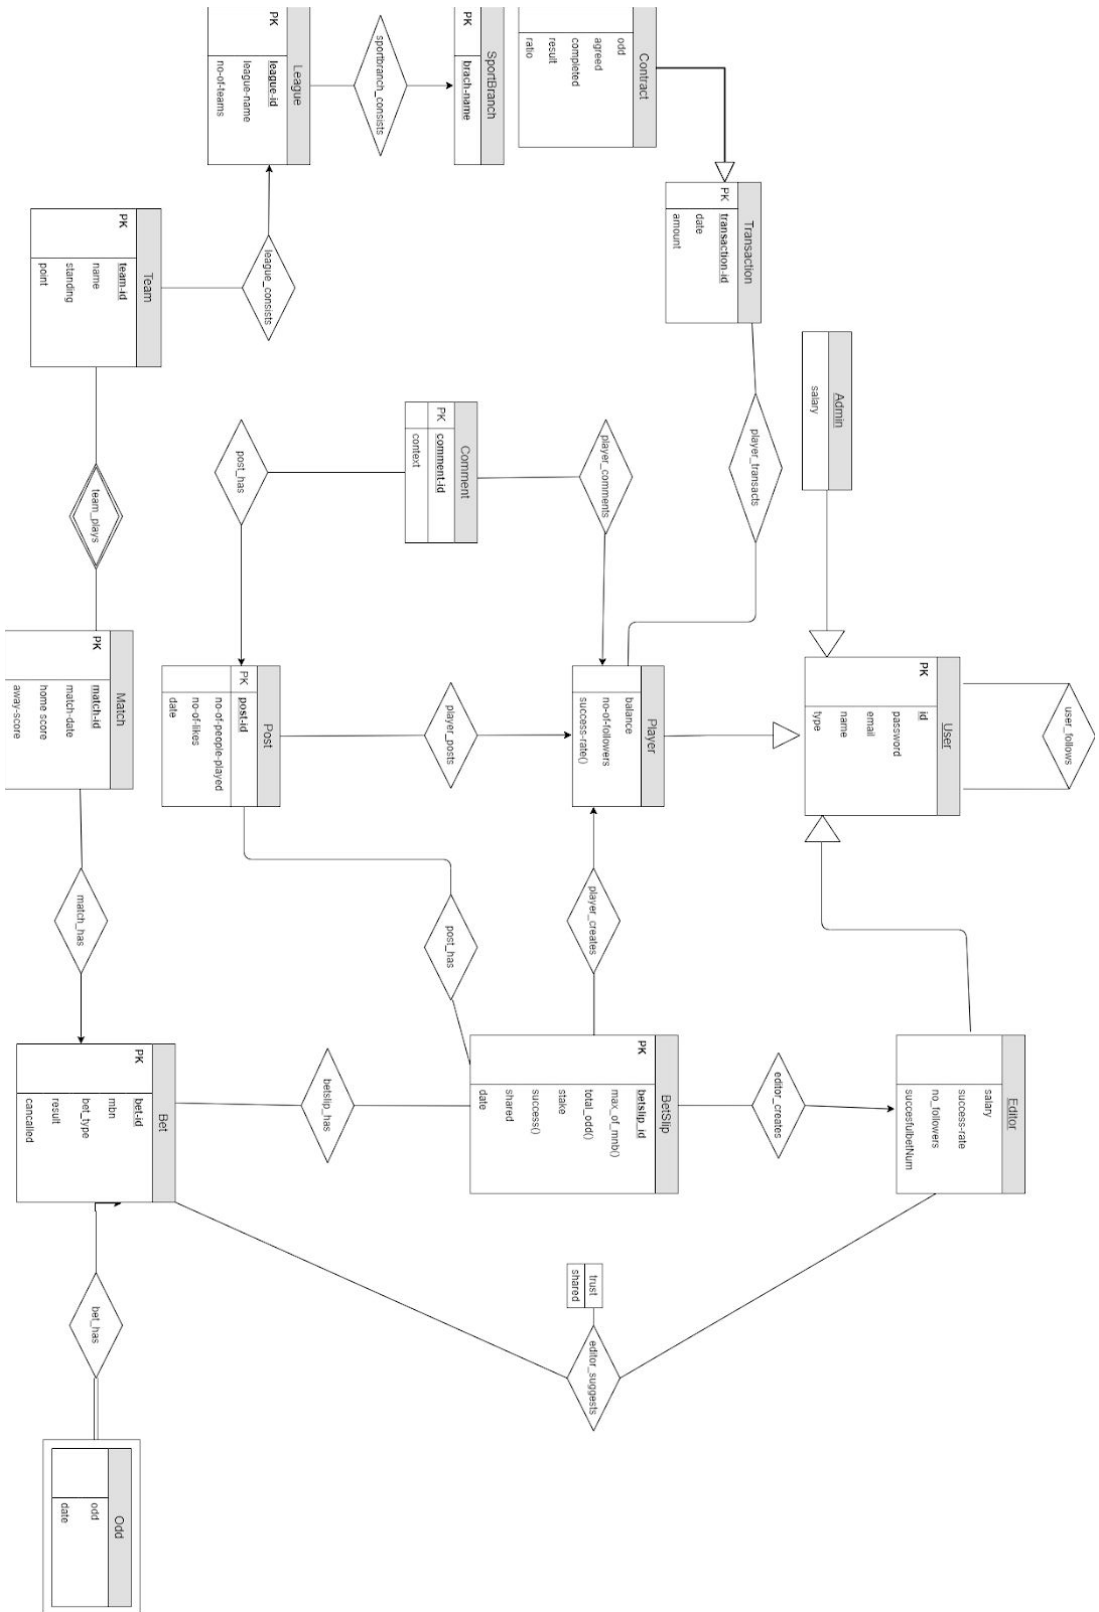 user_follows
User
PK
id
password
email
name
type
Editor
salary
success-rate
no_followers
succesfulbetNum
Admin
salary
Transaction
PK transaction-id
date
amount
player_transacts
editor_creates
Contract
odd
agreed
completed
result
ratio
Player
balance
no-of-followers
success-rate()
player_comments
player_creates
BetSlip
PK
betslip_id
max_of_mnb()
total_odd()
stake
success()
shared
date
trust
shared
editor_suggests
SportBranch
PK
brach-name
sportbranch_consists
Comment
PK comment-id
context
player_posts
post_has
League
PK
league-id
league-name
no-of-teams
league_consists
post_has
Post
PK post-id
no-of-people-played
no-of-likes
date
betslip_has
Team
PK
team-id
name
standing
point
team_plays
Match
PK
match-id
match-date
home score
away-score
match_has
Bet
PK
bet-id
mbn
bet_type
result
cancalled
bet_has
Odd
odd
date